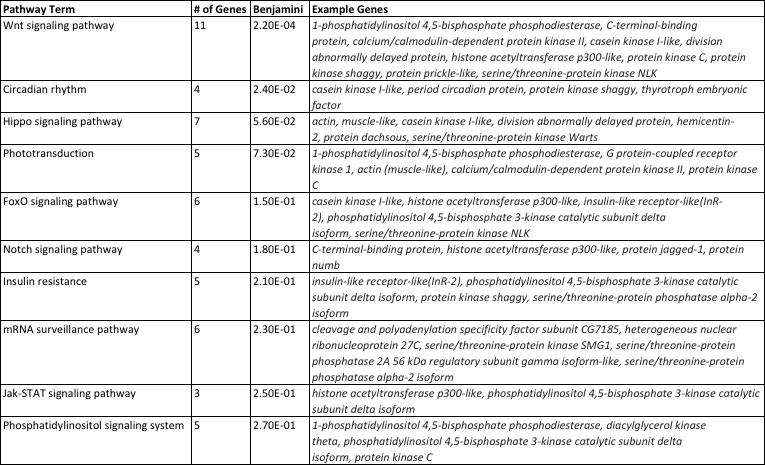 Pathway Term # of Genes Benjamini Example Genes
Wnt signaling pathway 11 2.20E-04 1-phosphatidylinositol 4,5-bisphosphate phosphodiesterase, C-terminal-binding
protein, calcium/calmodulin-dependent protein kinase II, casein kinase I-like, division
abnormally delayed protein, histone acetyltransferase p300-like, protein kinase C, protein
kinase shaggy, protein prickle-like, serine/threonine-protein kinase NLK
Circadian rhythm 4 2.40E-02 casein kinase I-like, period circadian protein, protein kinase shaggy, thyrotroph embryonic
factor
Hippo signaling pathway 7 5.60E-02 actin, muscle-like, casein kinase I-like, division abnormally delayed protein, hemicentin-
2, protein dachsous, serine/threonine-protein kinase Warts
Phototransduction 5 7.30E-02 1-phosphatidylinositol 4,5-bisphosphate phosphodiesterase, G protein-coupled receptor
kinase 1, actin (muscle-like), calcium/calmodulin-dependent protein kinase II, protein kinase
C
FoxO signaling pathway 6 1.50E-01 casein kinase I-like, histone acetyltransferase p300-like, insulin-like receptor-like(InR-
2), phosphatidylinositol 4,5-bisphosphate 3-kinase catalytic subunit delta
isoform, serine/threonine-protein kinase NLK
Notch signaling pathway 4 1.80E-01 C-terminal-binding protein, histone acetyltransferase p300-like, protein jagged-1, protein
numb
Insulin resistance 5 2.10E-01 insulin-like receptor-like(InR-2), phosphatidylinositol 4,5-bisphosphate 3-kinase catalytic
subunit delta isoform, protein kinase shaggy, serine/threonine-protein phosphatase alpha-2
isoform
mRNA surveillance pathway 6 2.30E-01 cleavage and polyadenylation specificity factor subunit CG7185, heterogeneous nuclear
ribonucleoprotein 27C, serine/threonine-protein kinase SMG1, serine/threonine-protein
phosphatase 2A 56 kDa regulatory subunit gamma isoform-like, serine/threonine-protein
phosphatase alpha-2 isoform
Jak-STAT signaling pathway 3 2.50E-01 histone acetyltransferase p300-like, phosphatidylinositol 4,5-bisphosphate 3-kinase catalytic
subunit delta isoform
Phosphatidylinositol signaling system 5 2.70E-01 1-phosphatidylinositol 4,5-bisphosphate phosphodiesterase, diacylglycerol kinase
theta, phosphatidylinositol 4,5-bisphosphate 3-kinase catalytic subunit delta
isoform, protein kinase C